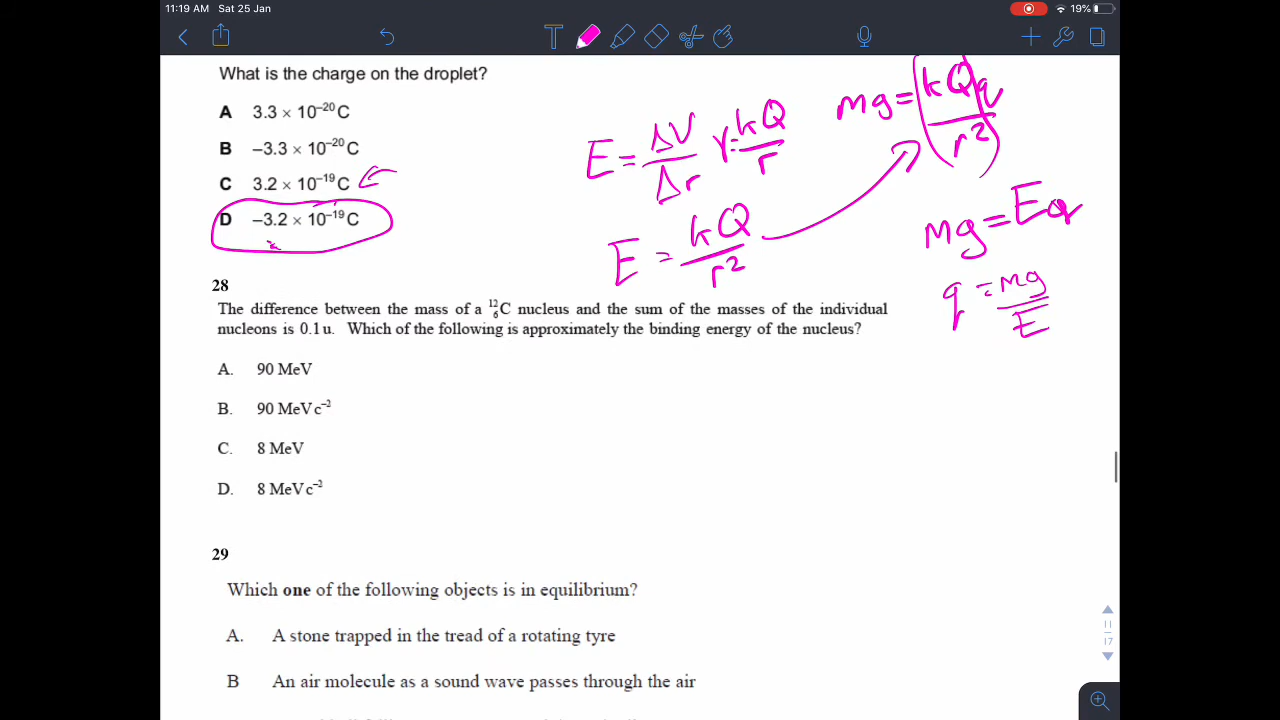 11:19 AM Sat 25 Jan
19%
What is the charge on the droplet?
A 3.3 × 10⁻²⁰ C
B −3.3 × 10⁻²⁰ C
C 3.2 × 10⁻¹⁹ C
D −3.2 × 10⁻¹⁹ C
E = ΔV/Δr V = kQ/r
E = kQ/r²
mg = (kQq/r²)
mg = Eq
q = mg/E
28
The difference between the mass of a ¹²₆C nucleus and the sum of the masses of the individual
nucleons is 0.1 u. Which of the following is approximately the binding energy of the nucleus?
A. 90 MeV
B. 90 MeV c⁻²
C. 8 MeV
D. 8 MeV c⁻²
29
Which one of the following objects is in equilibrium?
A. A stone trapped in the tread of a rotating tyre
B An air molecule as a sound wave passes through the air
11
17